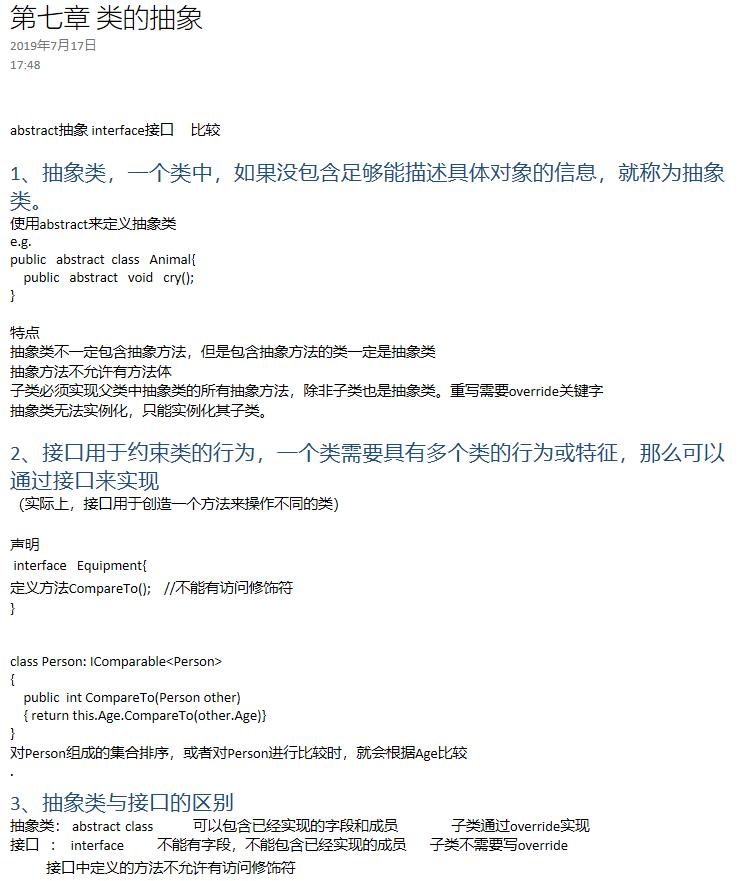 第七章 类的抽象
2019年7月17日
17:48
abstract抽象 interface接口 比较
1、抽象类，一个类中，如果没包含足够能描述具体对象的信息，就称为抽象
类。
使用abstract来定义抽象类
e.g.
public abstract class Animal{
public abstract void cry();
}
特点
抽象类不一定包含抽象方法，但是包含抽象方法的类一定是抽象类
抽象方法不允许有方法体
子类必须实现父类中抽象类的所有抽象方法，除非子类也是抽象类。重写需要override关键字
抽象类无法实例化，只能实例化其子类。
2、接口用于约束类的行为，一个类需要具有多个类的行为或特征，那么可以
通过接口来实现
（实际上，接口用于创造一个方法来操作不同的类）
声明
interface Equipment{
定义方法CompareTo(); //不能有访问修饰符
}
class Person: IComparable<Person>
{
public int CompareTo(Person other)
{ return this.Age.CompareTo(other.Age)}
}
对Person组成的集合排序，或者对Person进行比较时，就会根据Age比较
.
3、抽象类与接口的区别
抽象类： abstract class 可以包含已经实现的字段和成员 子类通过override实现
接口 ： interface 不能有字段，不能包含已经实现的成员 子类不需要写override
接口中定义的方法不允许有访问修饰符